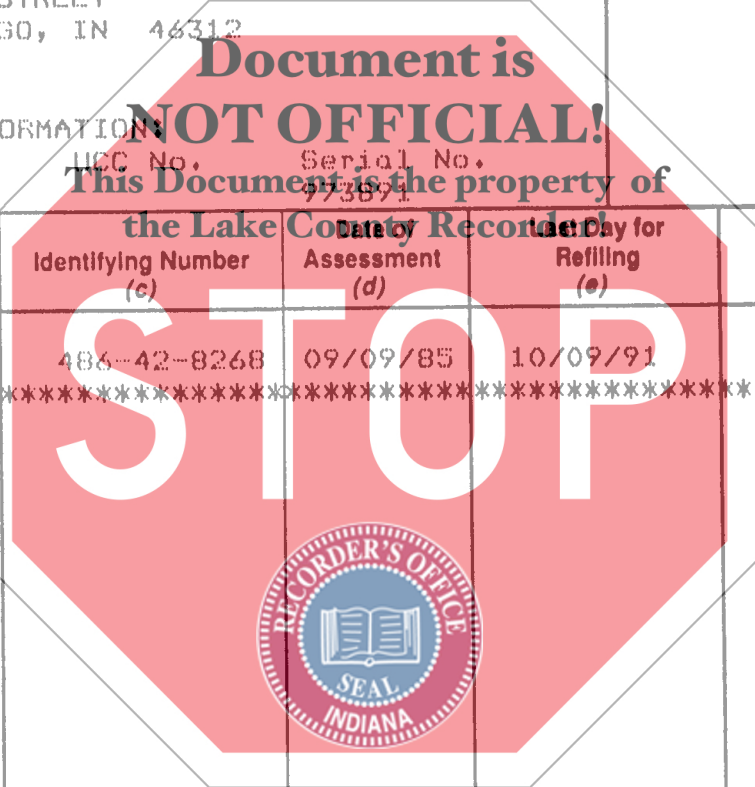 STREET
GO, IN 46312
Document is
NOT OFFICIAL!
ORMATION:
UCC No. Serial No.
This Document is the property of
the Lake County Recorder!
Identifying Number
(c)
Date of
Assessment
(d)
Last Day for
Refiling
(e)
486-42-8268 09/09/85 10/09/91
STOP
RECORDER'S OFFICE
SEAL
INDIANA